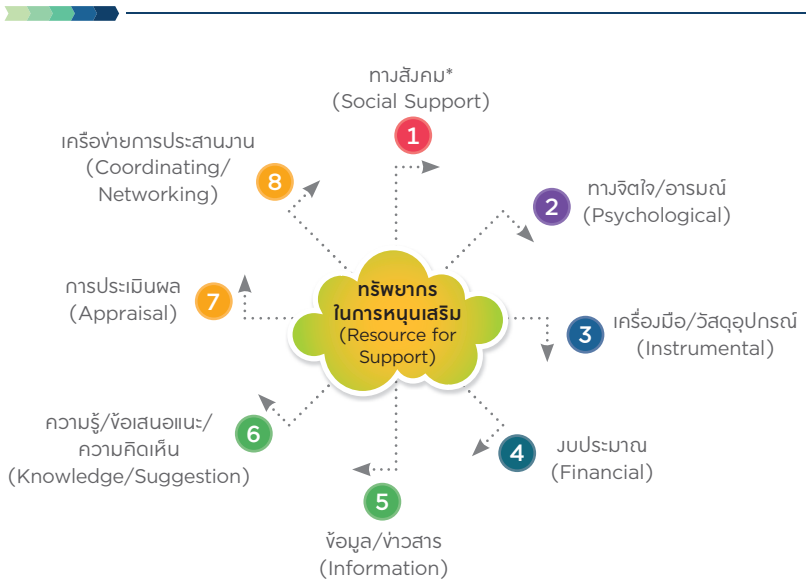 ทางสังคม*
(Social Support)
1
ทางจิตใจ/อารมณ์
(Psychological)
2
เครื่องมือ/วัสดุอุปกรณ์
(Instrumental)
3
งบประมาณ
(Financial)
4
ข้อมูล/ข่าวสาร
(Information)
5
ความรู้/ข้อเสนอแนะ/
ความคิดเห็น
(Knowledge/Suggestion)
6
การประเมินผล
(Appraisal)
7
เครือข่ายการประสานงาน
(Coordinating/
Networking)
8
ทรัพยากร
ในการหนุนเสริม
(Resource for
Support)